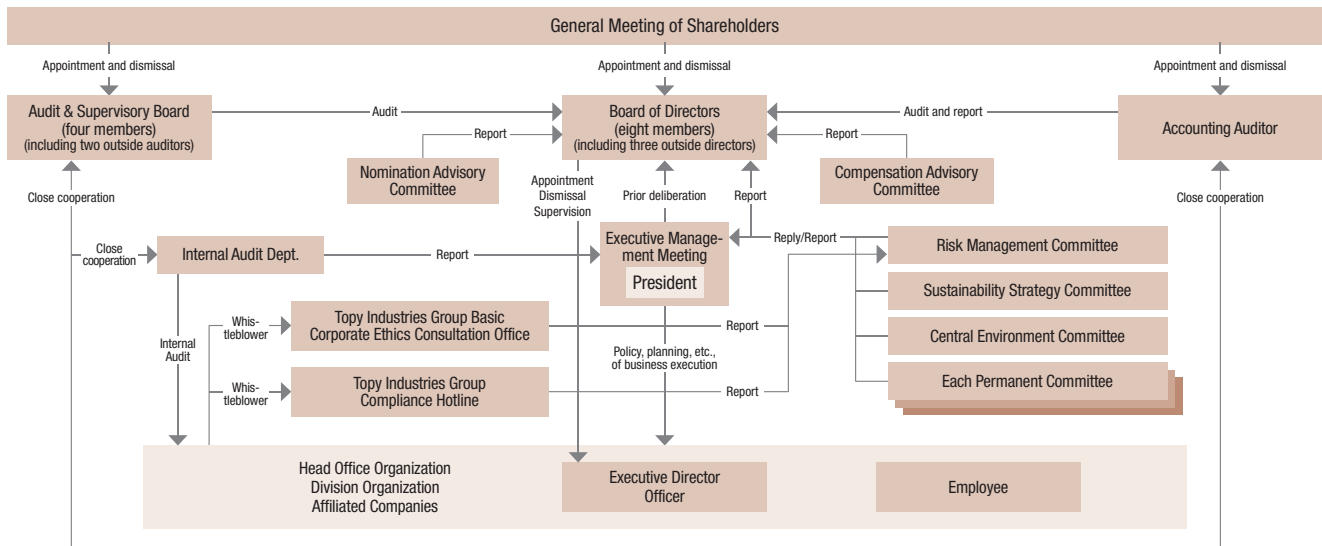 General Meeting of Shareholders
Appointment and dismissal
Appointment and dismissal
Appointment and dismissal
Audit & Supervisory Board
(four members)
(including two outside auditors)
Audit
Board of Directors
(eight members)
(including three outside directors)
Audit and report
Accounting Auditor
Report
Report
Nomination Advisory
Committee
Compensation Advisory
Committee
Close cooperation
Appointment
Dismissal
Supervision
Prior deliberation
Report
Close cooperation
Close
cooperation
Internal Audit Dept.
Report
Executive Manage-
ment Meeting
President
Reply/Report
Risk Management Committee
Sustainability Strategy Committee
Central Environment Committee
Each Permanent Committee
Internal
Audit
Whis-
tleblower
Topy Industries Group Basic
Corporate Ethics Consultation Office
Report
Policy, planning, etc.,
of business execution
Whis-
tleblower
Topy Industries Group
Compliance Hotline
Report
Head Office Organization
Division Organization
Affiliated Companies
Executive Director
Officer
Employee